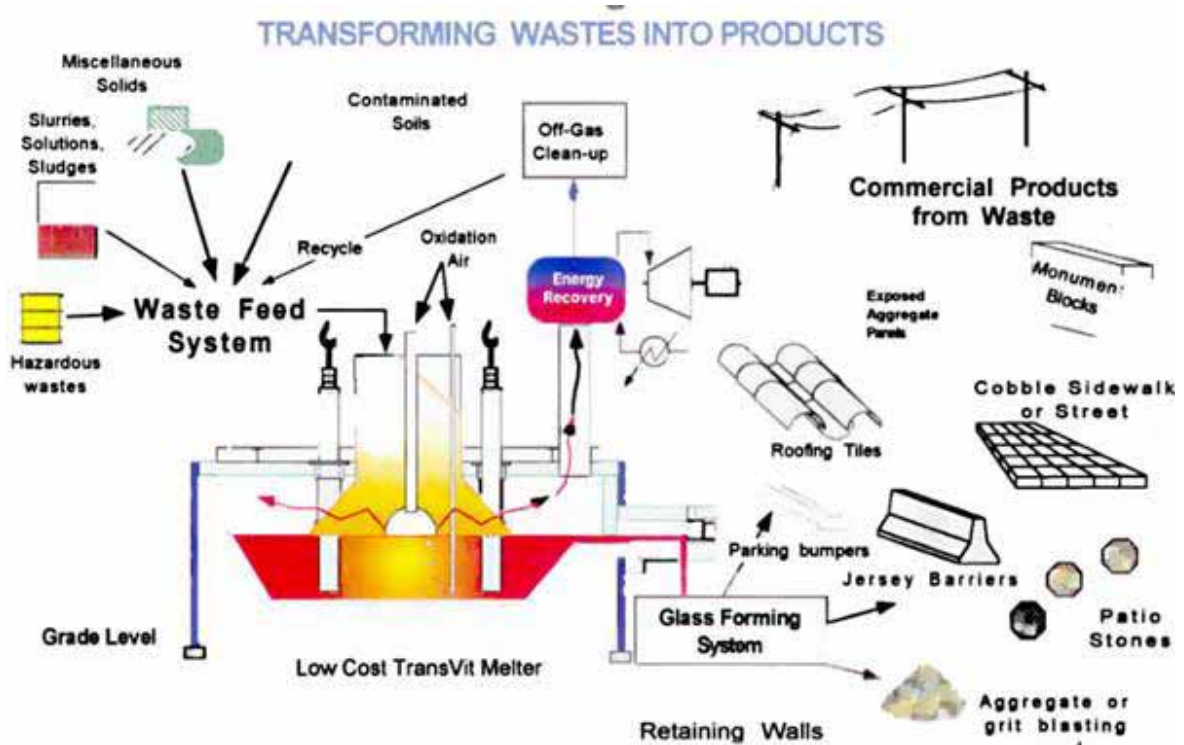 TRANSFORMING WASTES INTO PRODUCTS
Miscellaneous
Solids
Slurries,
Solutions,
Sludges
Contaminated
Soils
Off-Gas
Clean-up
Commercial Products
from Waste
Recycle
Oxidation
Air
Energy
Recovery
Monument
Blocks
Exposed
Aggregate
Panels
Waste Feed
System
Hazardous
wastes
Cobble Sidewalk
or Street
Roofing Tiles
Parking bumpers
Jersey Barriers
Glass Forming
System
Patio
Stones
Grade Level
Low Cost TransVit Melter
Aggregate or
grit blasting
Retaining Walls